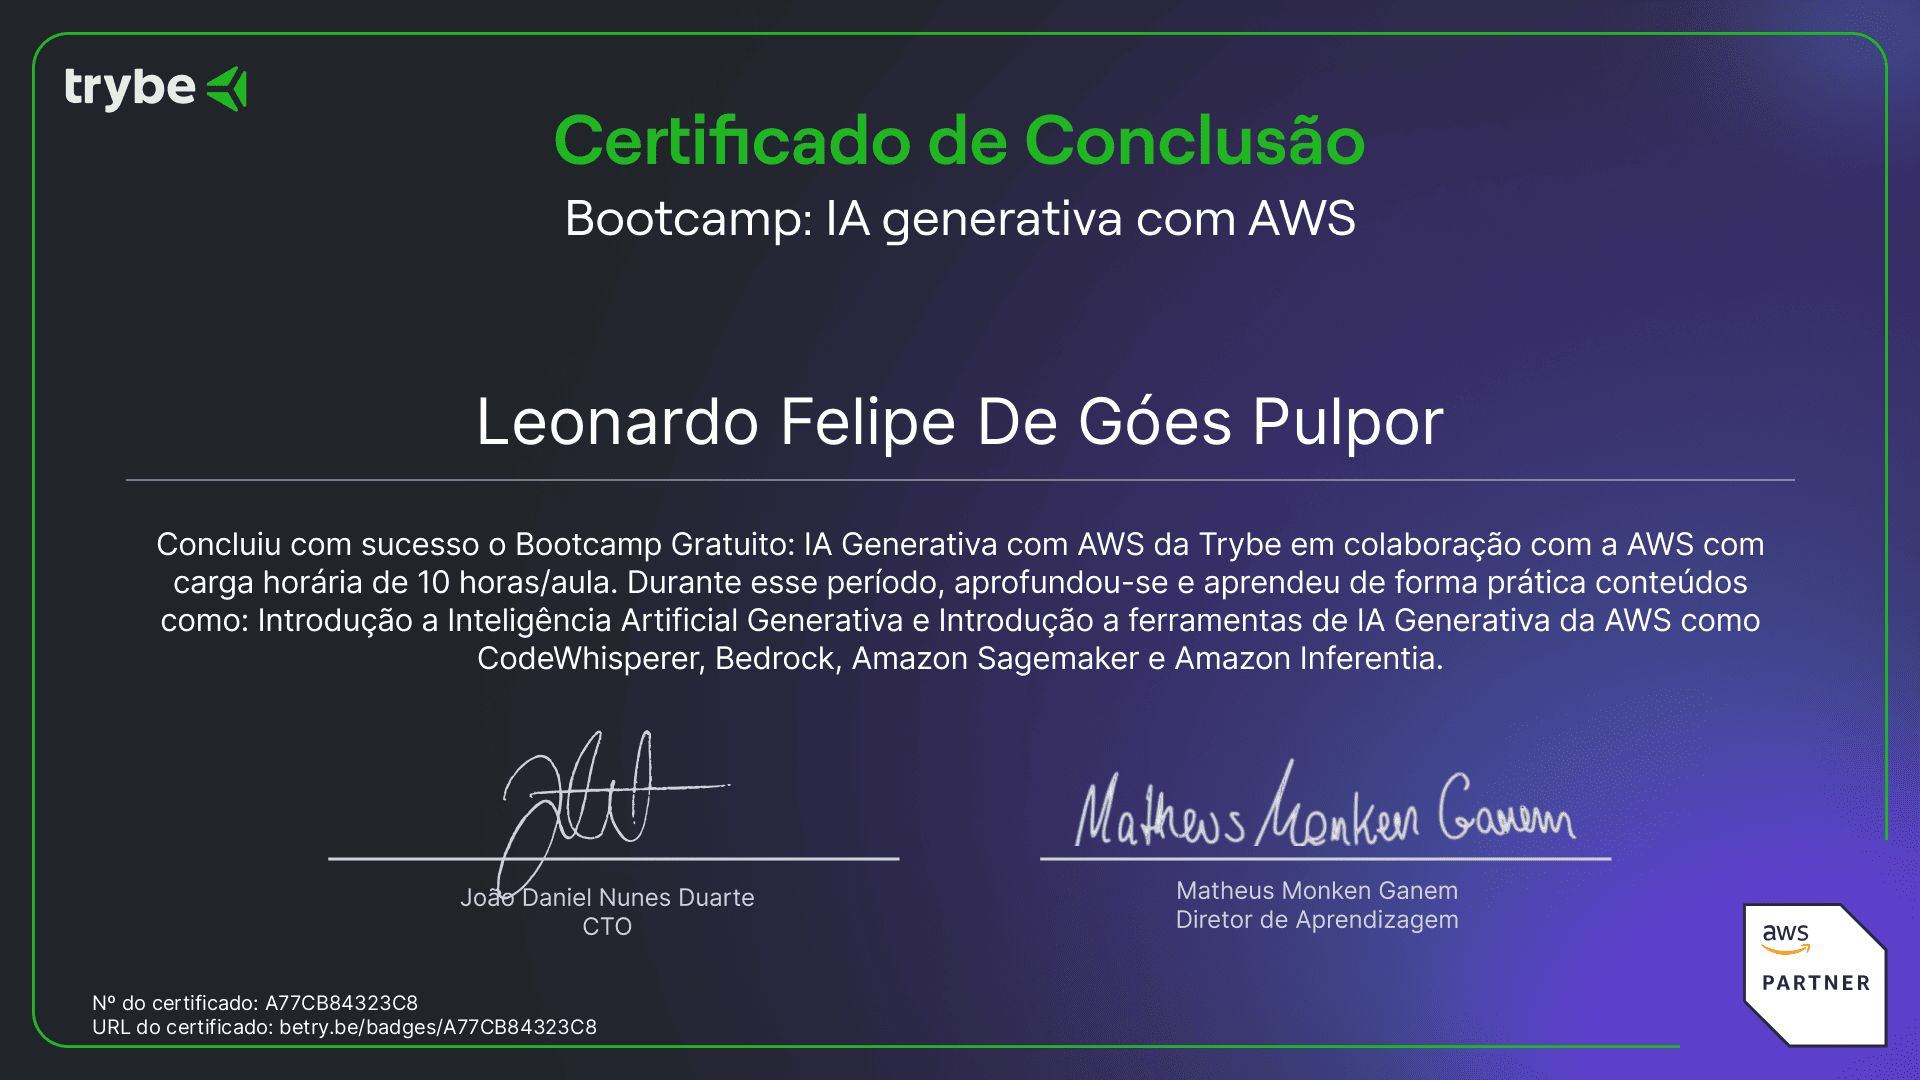 trybe
Certificado de Conclusão
Bootcamp: IA generativa com AWS
Leonardo Felipe De Góes Pulpor
Concluiu com sucesso o Bootcamp Gratuito: IA Generativa com AWS da Trybe em colaboração com a AWS com
carga horária de 10 horas/aula. Durante esse período, aprofundou-se e aprendeu de forma prática conteúdos
como: Introdução a Inteligência Artificial Generativa e Introdução a ferramentas de IA Generativa da AWS como
CodeWhisperer, Bedrock, Amazon Sagemaker e Amazon Inferentia.
Matheus Monken Ganem
João Daniel Nunes Duarte
CTO
Matheus Monken Ganem
Diretor de Aprendizagem
aws
PARTNER
Nº do certificado: A77CB84323C8
URL do certificado: betry.be/badges/A77CB84323C8